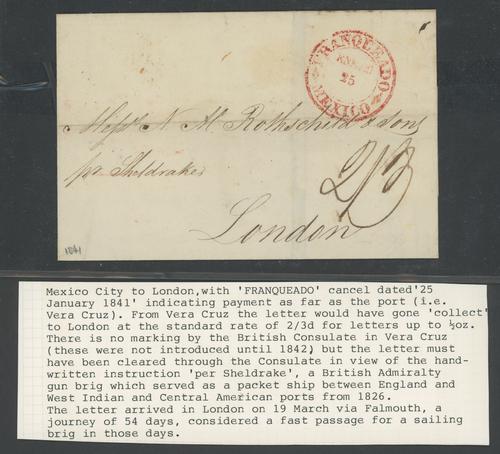 FRANQUEADO
25
MEXICO
Messrs N M Rothschild & Sons
pr Sheldrake
2/3
London
1841
Mexico City to London,with 'FRANQUEADO' cancel dated'25
January 1841' indicating payment as far as the port (i.e.
Vera Cruz). From Vera Cruz the letter would have gone 'collect'
to London at the standard rate of 2/3d for letters up to ½oz.
There is no marking by the British Consulate in Vera Cruz
(these were not introduced until 1842) but the letter must
have been cleared through the Consulate in view of the hand-
written instruction 'per Sheldrake', a British Admiralty
gun brig which served as a packet ship between England and
West Indian and Central American ports from 1826.
The letter arrived in London on 19 March via Falmouth, a
journey of 54 days, considered a fast passage for a sailing
brig in those days.